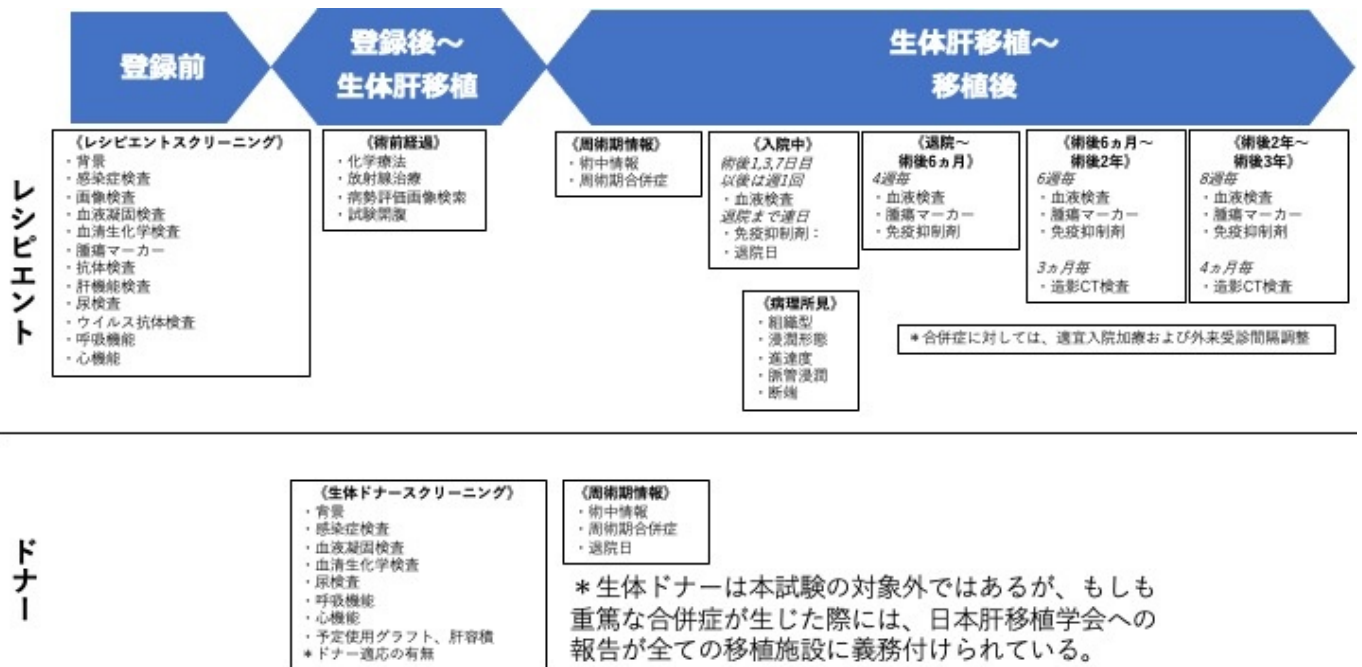 登録前
登録後～
生体肝移植
生体肝移植～
移植後
レシピエント
《レシピエントスクリーニング》
・背景
・感染症検査
・画像検査
・血液凝固検査
・血清生化学検査
・腫瘍マーカー
・抗体検査
・肝機能検査
・尿検査
・ウイルス抗体検査
・呼吸機能
・心機能
《術前経過》
・化学療法
・放射線治療
・病勢評価画像検索
・試験開腹
《周術期情報》
・術中情報
・周術期合併症
《入院中》
術後1,3,7日目
以後は週1回
・血液検査
退院まで連日
・免疫抑制剤：
・退院日
《退院～
術後6ヵ月》
4週毎
・血液検査
・腫瘍マーカー
・免疫抑制剤
《術後6ヵ月～
術後2年》
6週毎
・血液検査
・腫瘍マーカー
・免疫抑制剤
3ヵ月毎
・造影CT検査
《術後2年～
術後3年》
8週毎
・血液検査
・腫瘍マーカー
・免疫抑制剤
4ヵ月毎
・造影CT検査
《病理所見》
・組織型
・浸潤形態
・進達度
・脈管浸潤
・断端
＊合併症に対しては、適宜入院加療および外来受診間隔調整
ドナー
《生体ドナースクリーニング》
・背景
・感染症検査
・血液凝固検査
・血清生化学検査
・尿検査
・呼吸機能
・心機能
・予定使用グラフト、肝容積
＊ドナー適応の有無
《周術期情報》
・術中情報
・周術期合併症
・退院日
＊生体ドナーは本試験の対象外ではあるが、もしも
重篤な合併症が生じた際には、日本肝移植学会への
報告が全ての移植施設に義務付けられている。